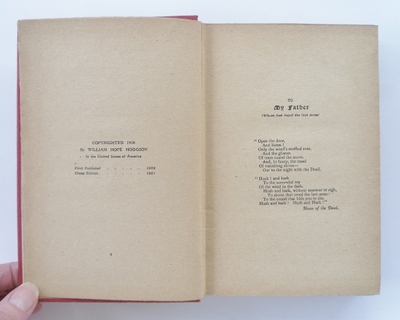 COPYRIGHTED 1908
By WILLIAM HOPE HODGSON
in the United States of America
First Published . . . . . 1908
Cheap Edition . . . . . 1921
TO
My Father
(Whose feet tread the lost æons)
"Open the door,
And listen!
Only the wind's muffled roar,
And the glisten
Of tears round the moon.
And, in fancy, the tread
Of vanishing shoon—
Out in the night with the Dead.
"Hush! and hark
To the sorrowful cry
Of the wind in the dark.
Hush and hark, without murmur or sigh,
To shoon that tread the lost æons:
To the sound that bids you to die.
Hush and hark! Hush and Hark!"
Shoon of the Dead.